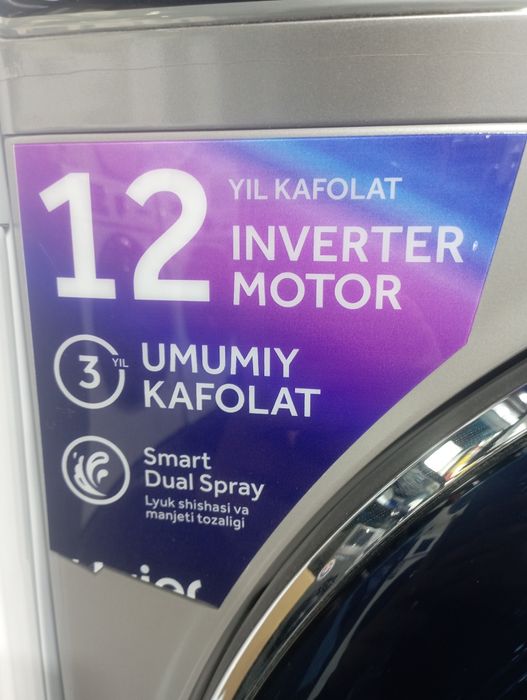 12
YIL KAFOLAT
INVERTER
MOTOR
3 YIL
UMUMIY
KAFOLAT
Smart
Dual Spray
Lyuk shishasi va
manjeti tozaligi